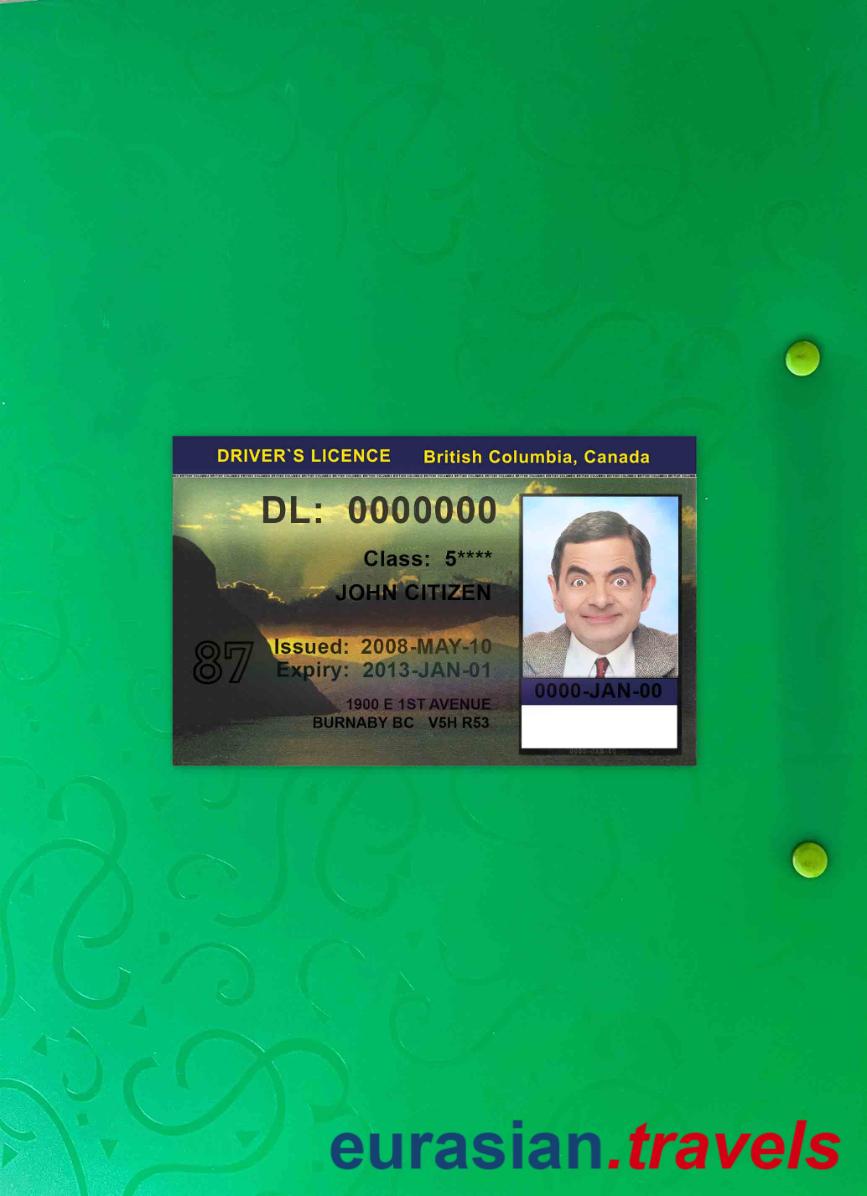 DRIVER`S LICENCE British Columbia, Canada
DL: 0000000
Class: 5****
JOHN CITIZEN
87
Issued: 2008-MAY-10
Expiry: 2013-JAN-01
1900 E 1ST AVENUE
BURNABY BC V5H R53
0000-JAN-00
eurasian.travels